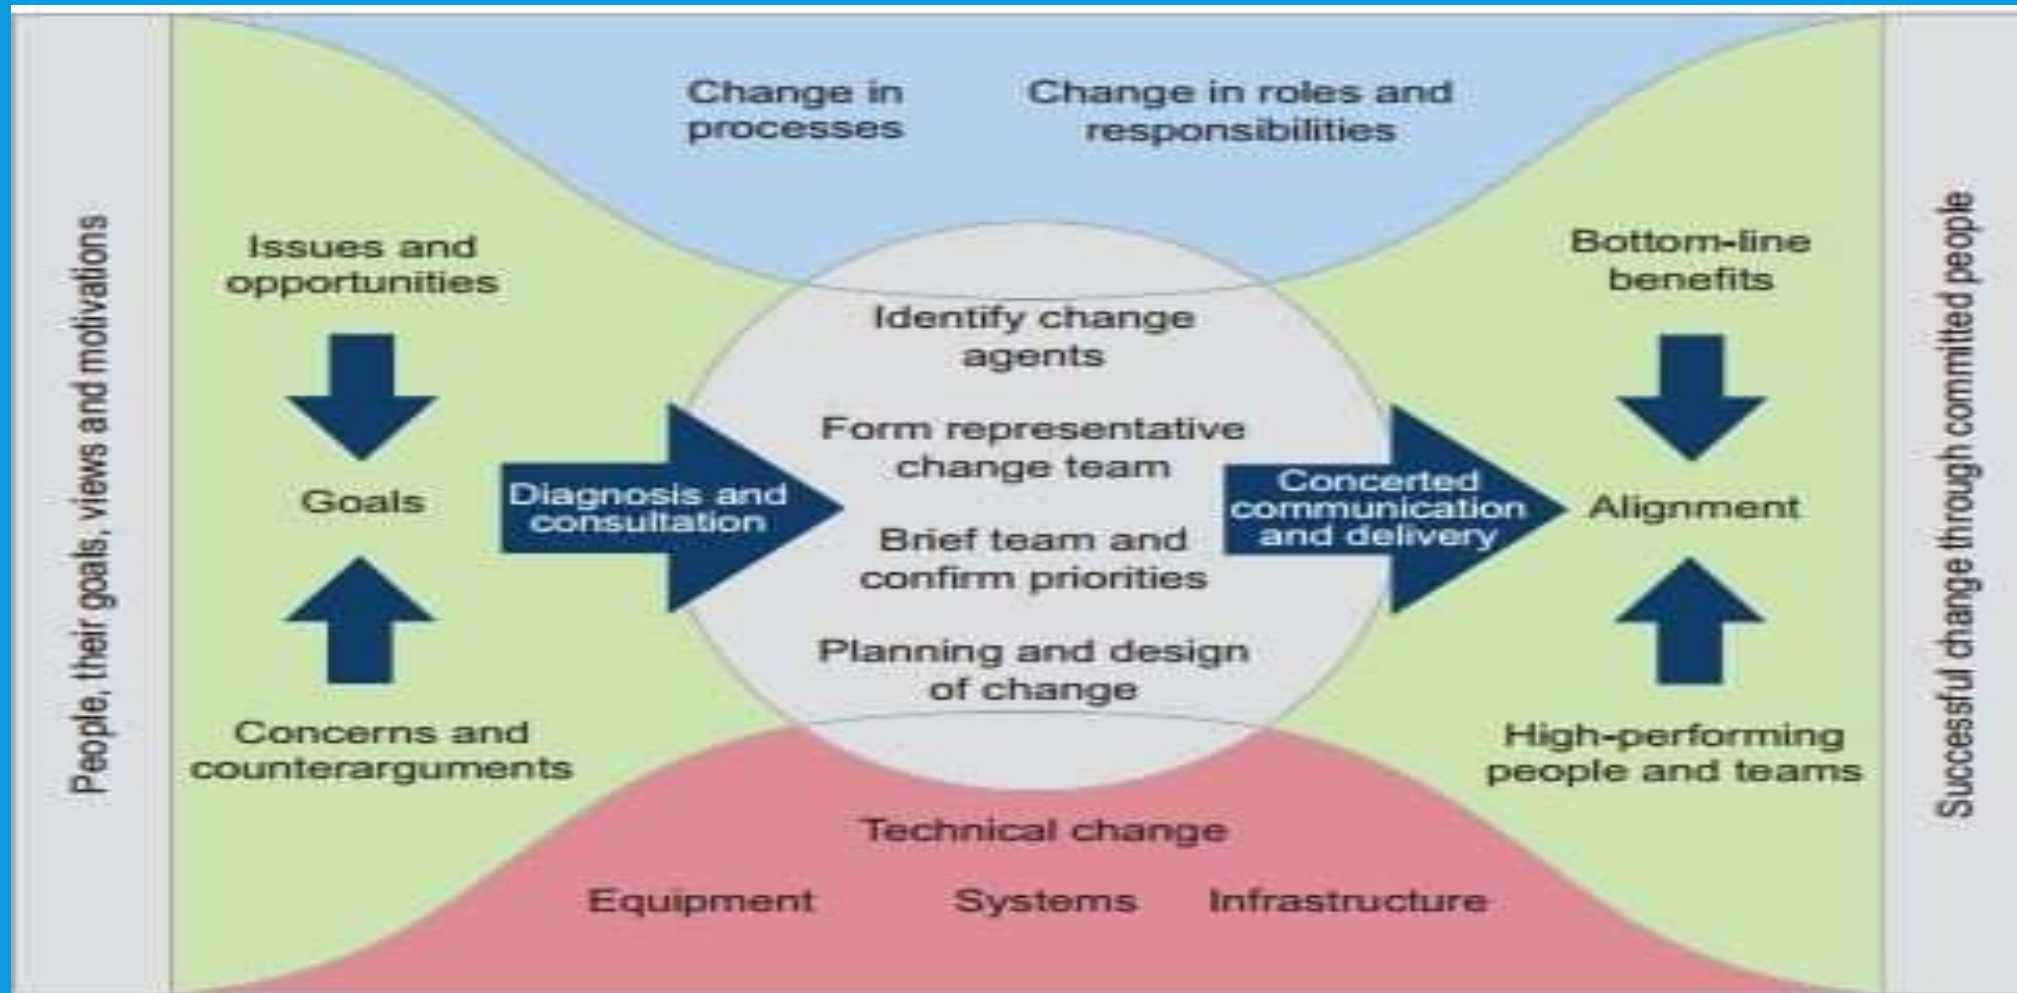 People, their goals, views and motivations
Change in
processes
Change in roles and
responsibilities
Issues and
opportunities
Goals
Concerns and
counterarguments
Diagnosis and
consultation
Identify change
agents
Form representative
change team
Brief team and
confirm priorities
Planning and design
of change
Concerted
communication
and delivery
Bottom-line
benefits
Alignment
High-performing
people and teams
Technical change
Equipment
Systems
Infrastructure
Successful change through committed people